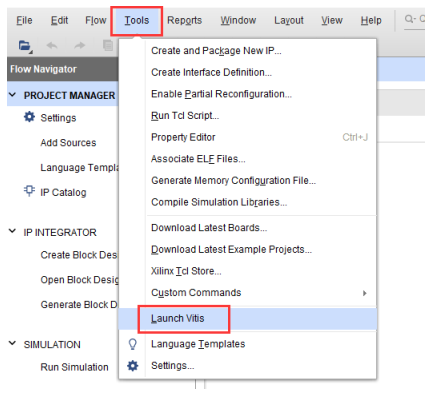 File Edit Flow Tools Reports Window Layout View Help Q-
Flow Navigator
PROJECT MANAGER
Settings
Add Sources
Language Templa
IP Catalog
IP INTEGRATOR
Create Block Des
Open Block Desig
Generate Block D
SIMULATION
Run Simulation
Create and Package New IP...
Create Interface Definition...
Enable Partial Reconfiguration...
Run Tcl Script...
Property Editor Ctrl+J
Associate ELF Files...
Generate Memory Configuration File...
Compile Simulation Libraries...
Download Latest Boards...
Download Latest Example Projects...
Xilinx Tcl Store...
Custom Commands
Launch Vitis
Language Templates
Settings...